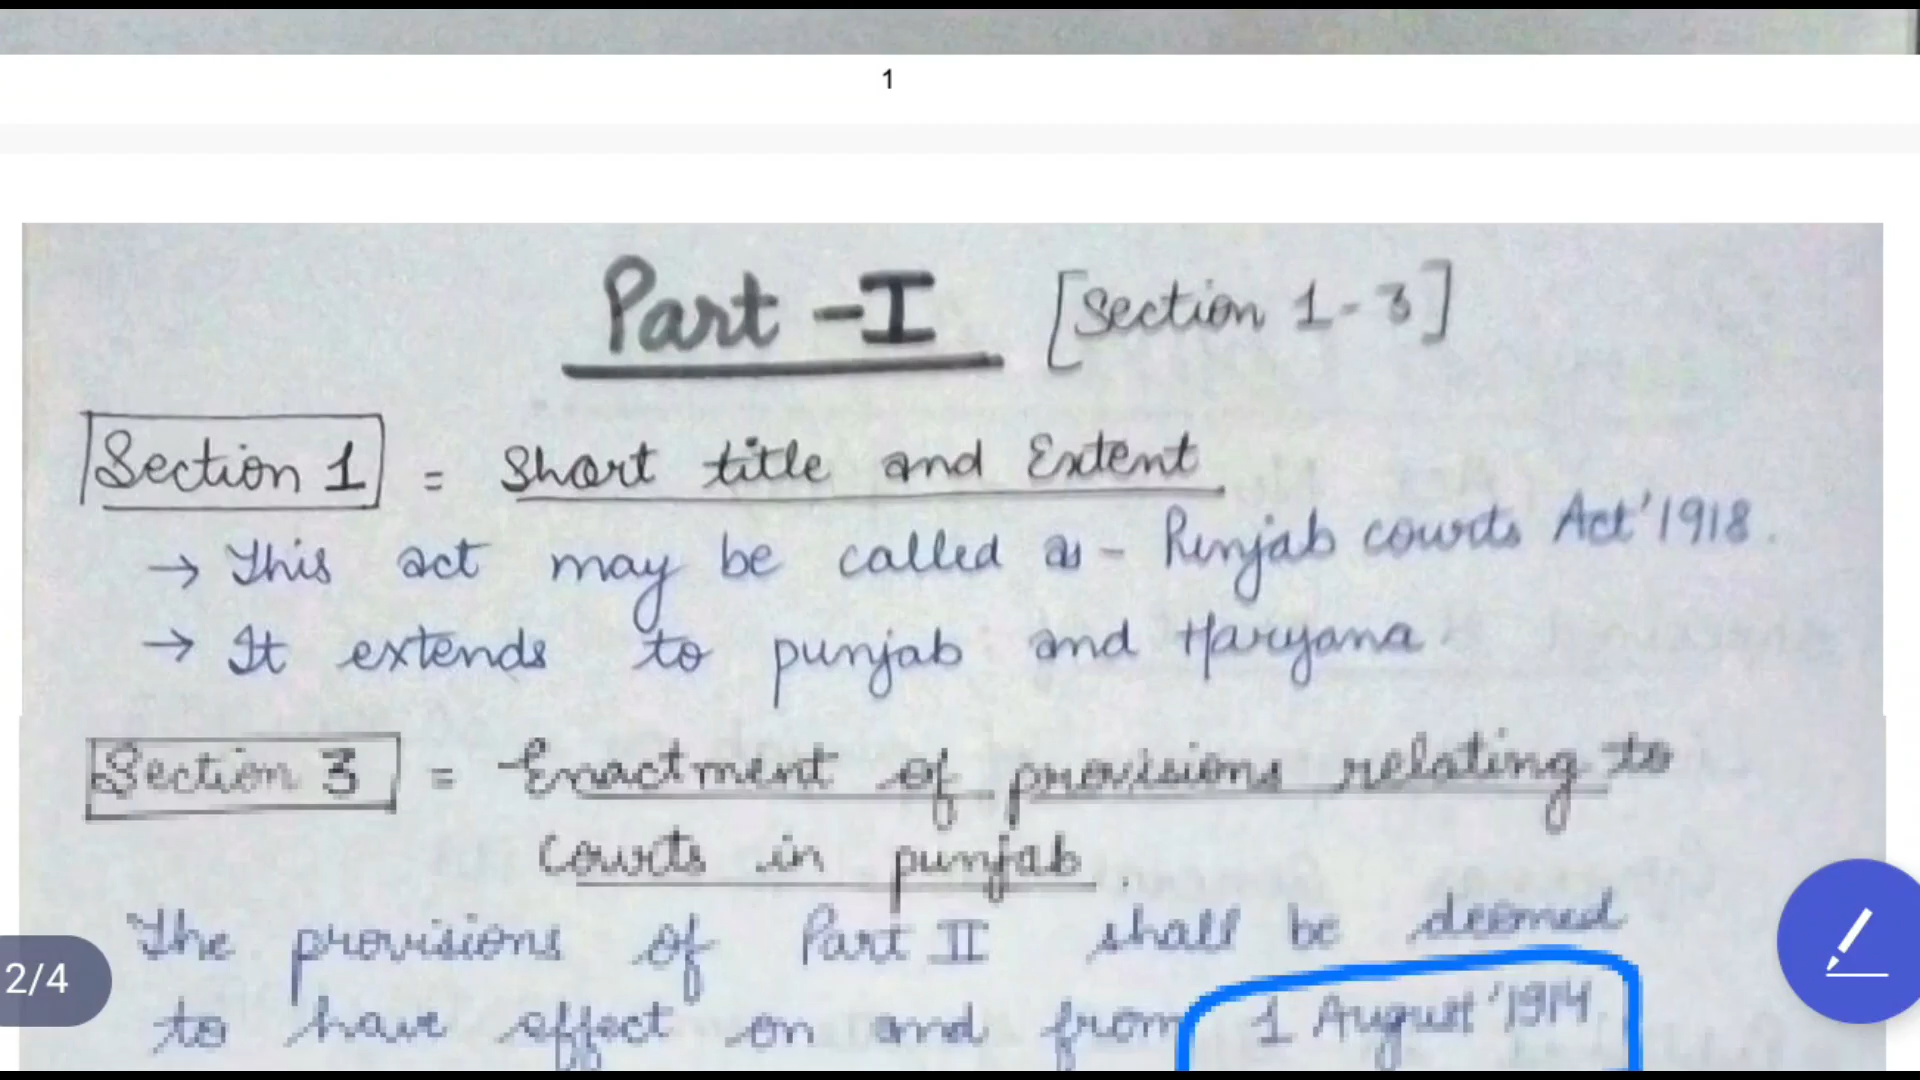 1
Part - I [Section 1 - 3]
Section 1 = Short title and Extent
→ This act may be called as - Punjab courts Act' 1918.
→ It extends to punjab and Haryana.
Section 3 = Enactment of provisions relating to
courts in punjab.
The provisions of Part II shall be deemed
to have effect on and from 1 August '1914.
2/4